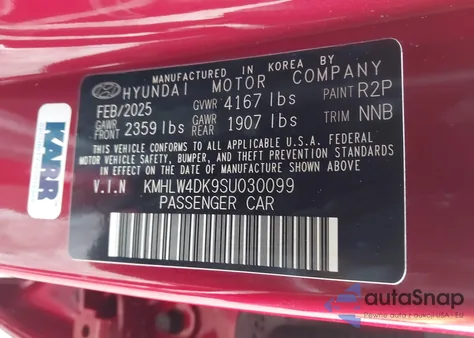 MANUFACTURED IN KOREA BY
HYUNDAI MOTOR COMPANY
FEB/2025 GVWR 4167 lbs PAINT R2P
GAWR FRONT 2359 lbs GAWR REAR 1907 lbs TRIM NNB
THIS VEHICLE CONFORMS TO ALL APPLICABLE U.S.A. FEDERAL
MOTOR VEHICLE SAFETY, BUMPER, AND THEFT PREVENTION STANDARDS
IN EFFECT ON THE DATE OF MANUFACTURE SHOWN ABOVE
V.I.N KMHLW4DK9SU030099
PASSENGER CAR
KARR
autoSnap